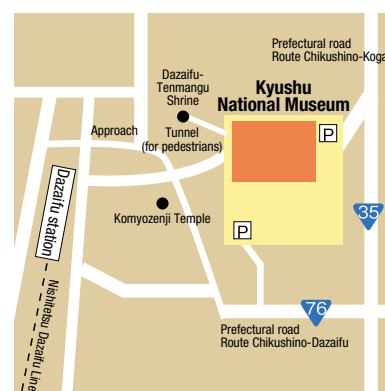 Prefectural road
Route Chikushino-Koga
Dazaifu-
Tenmangu
Shrine
Kyushu
National Museum
P
Approach
Tunnel
(for pedestrians)
Komyozenji Temple
35
P
Dazaifu station
Nishitetsu Dazaifu Line
76
Prefectural road
Route Chikushino-Dazaifu